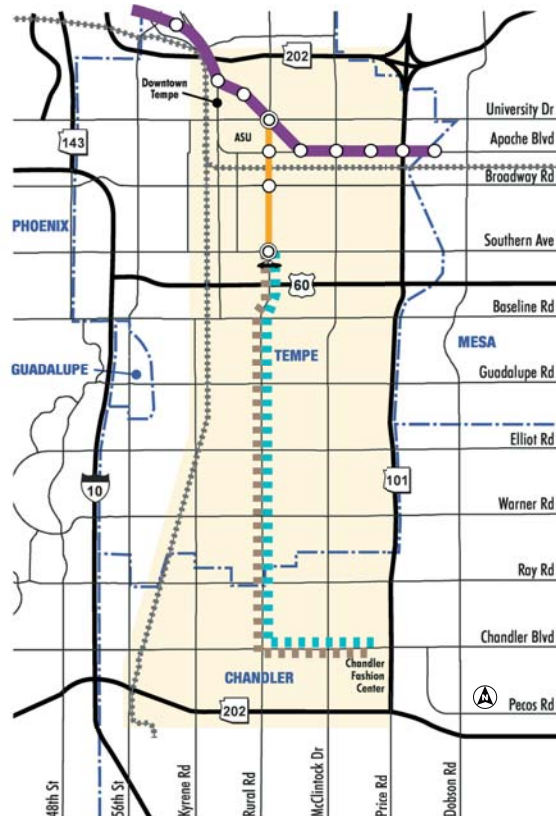 202
Downtown
Tempe
University Dr
ASU
Apache Blvd
143
Broadway Rd
PHOENIX
Southern Ave
60
Baseline Rd
TEMPE
MESA
GUADALUPE
Guadalupe Rd
Elliot Rd
10
101
Warner Rd
Ray Rd
Chandler Blvd
Chandler
Fashion
Center
CHANDLER
202
Pecos Rd
48th St
56th St
Kyrene Rd
Rural Rd
McClintock Dr
Price Rd
Dobson Rd